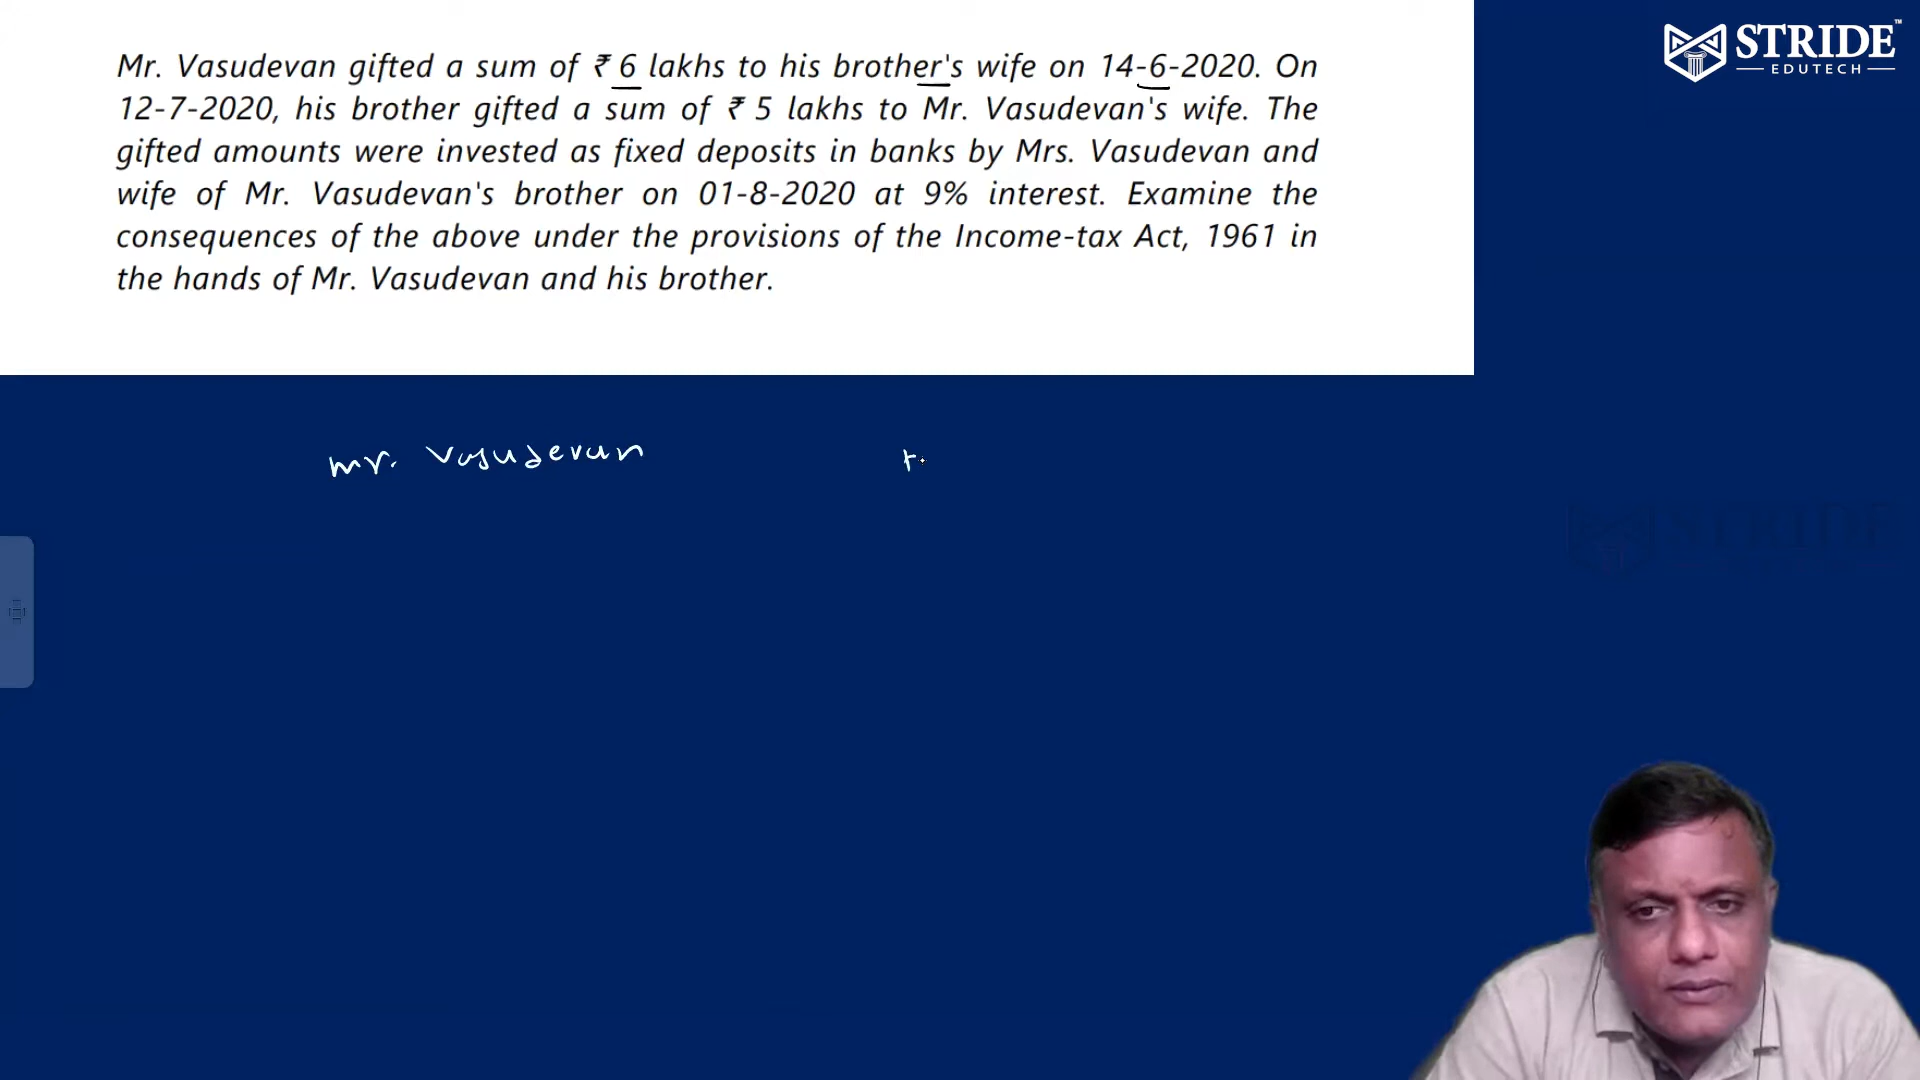 Mr. Vasudevan gifted a sum of ₹ 6 lakhs to his brother's wife on 14-6-2020. On
12-7-2020, his brother gifted a sum of ₹ 5 lakhs to Mr. Vasudevan's wife. The
gifted amounts were invested as fixed deposits in banks by Mrs. Vasudevan and
wife of Mr. Vasudevan's brother on 01-8-2020 at 9% interest. Examine the
consequences of the above under the provisions of the Income-tax Act, 1961 in
the hands of Mr. Vasudevan and his brother.
STRIDE™
EDUTECH
mr. Vasudevan
STRIDE